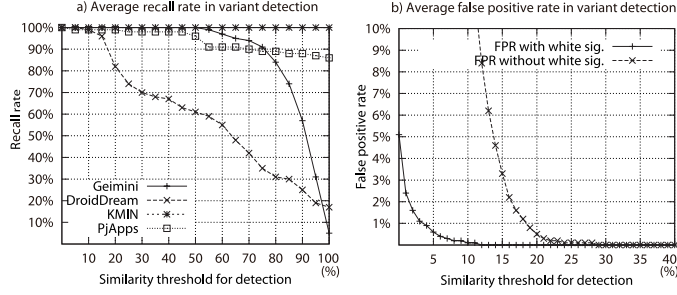 a) Average recall rate in variant detection
100%
90%
80%
70%
60%
50%
40%
30%
20%
10%
Recall rate
Geimini
DroidDream
KMIN
PjApps
10 20 30 40 50 60 70 80 90 100
(%)
Similarity threshold for detection
b) Average false positive rate in variant detection
10%
9%
8%
7%
6%
5%
4%
3%
2%
1%
False positive rate
FPR with white sig.
FPR without white sig.
5 10 15 20 25 30 35 40
(%)
Similarity threshold for detection